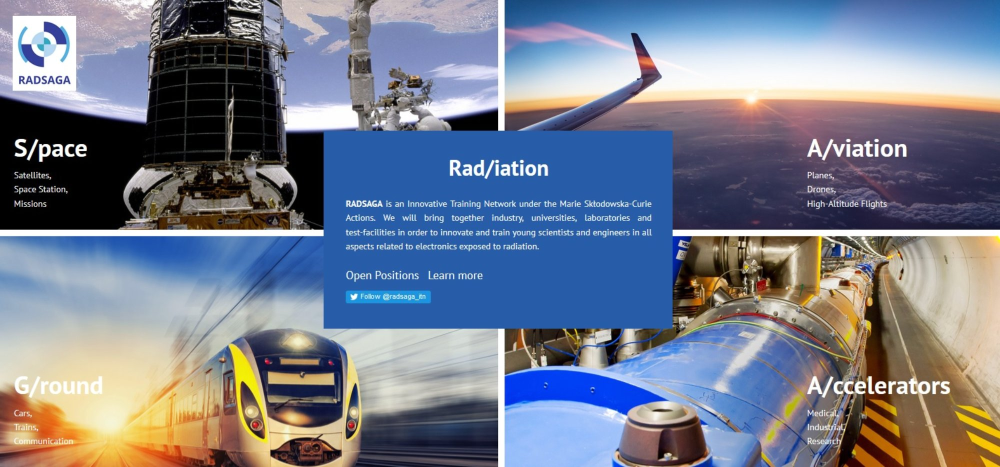 RADSAGA
S/pace
Satellites,
Space Station,
Missions
A/viation
Planes,
Drones,
High-Altitude Flights
Rad/iation
RADSAGA is an Innovative Training Network under the Marie Skłodowska-Curie
Actions. We will bring together industry, universities, laboratories and
test-facilities in order to innovate and train young scientists and engineers in all
aspects related to electronics exposed to radiation.
Open Positions Learn more
Follow @radsaga_itn
G/round
Cars,
Trains,
Communication
A/ccelerators
Medical,
Industrial,
Research
JPL